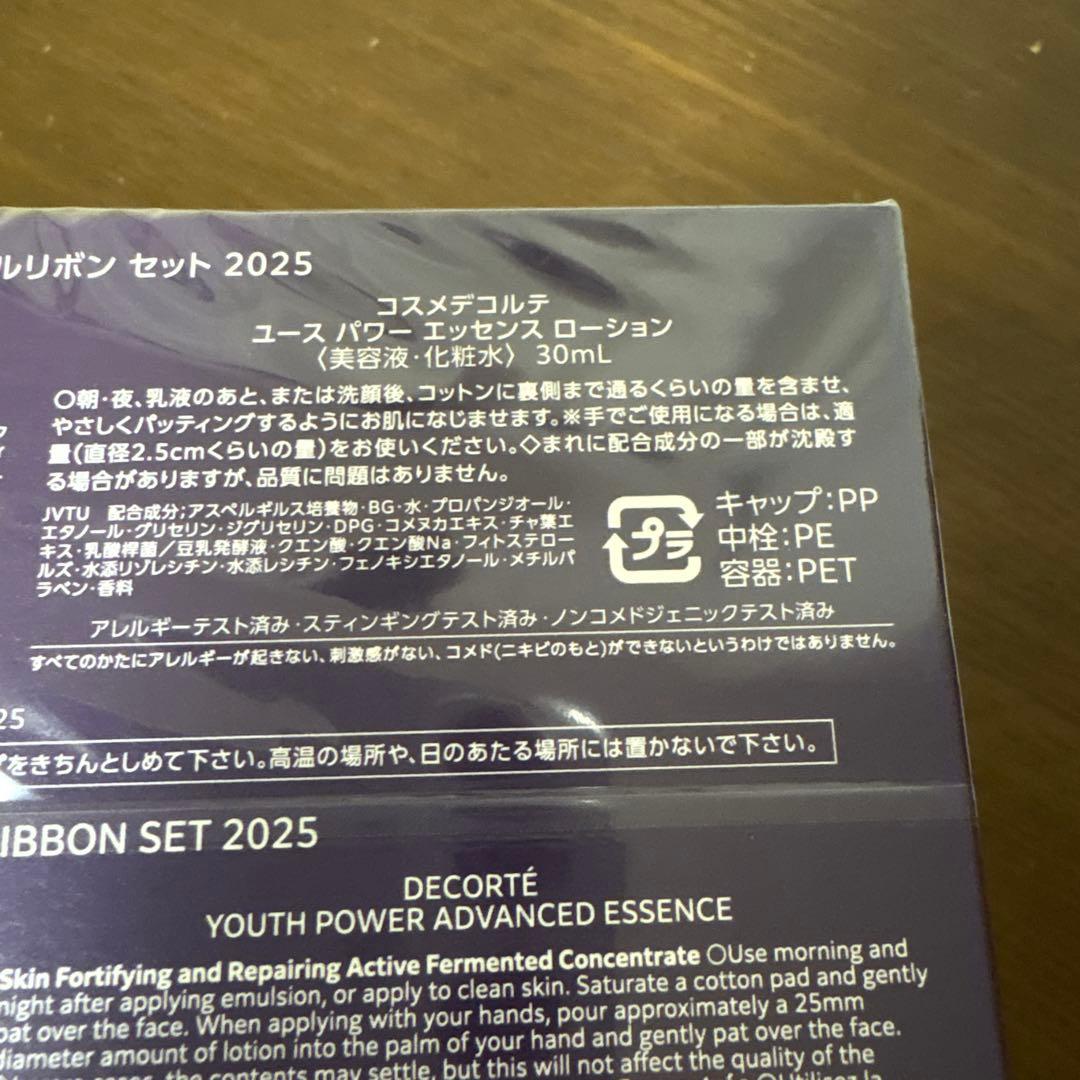 ルリボン セット 2025
コスメデコルテ
ユース パワー エッセンス ローション
〈美容液・化粧水〉 30mL
○朝・夜、乳液のあと、または洗顔後、コットンに裏側まで通るくらいの量を含ませ、
やさしくパッティングするようにお肌になじませます。※手でご使用になる場合は、適
量(直径2.5cmくらいの量)をお使いください。◇まれに配合成分の一部が沈殿す
る場合がありますが、品質に問題はありません。
JVTU 配合成分;アスペルギルス培養物・BG・水・プロパンジオール・
エタノール・グリセリン・ジグリセリン・DPG・コメヌカエキス・チャ葉エ
キス・乳酸桿菌／豆乳発酵液・クエン酸・クエン酸Na・フィトステロー
ルズ・水添リゾレシチン・水添レシチン・フェノキシエタノール・メチルパ
ラベン・香料
プラ
キャップ:PP
中栓:PE
容器:PET
アレルギーテスト済み・スティンギングテスト済み・ノンコメドジェニックテスト済み
すべてのかたにアレルギーが起きない、刺激感がない、コメド(ニキビのもと)ができないというわけではありません。
25
をきちんとしめて下さい。高温の場所や、日のあたる場所には置かないで下さい。
IBBON SET 2025
DECORTÉ
YOUTH POWER ADVANCED ESSENCE
Skin Fortifying and Repairing Active Fermented Concentrate ○Use morning and
night after applying emulsion, or apply to clean skin. Saturate a cotton pad and gently
pat over the face. When applying with your hands, pour approximately a 25mm
diameter amount of lotion into the palm of your hand and gently pat over the face.
the contents may settle, but this will not affect the quality of the
○Utilisez la